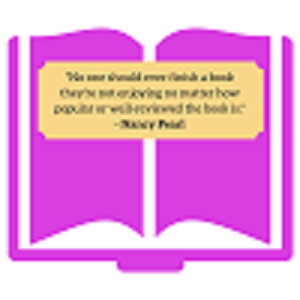 "No one should ever finish a book
they're not enjoying no matter how
popular or well reviewed the book is."
--Nancy Pearl